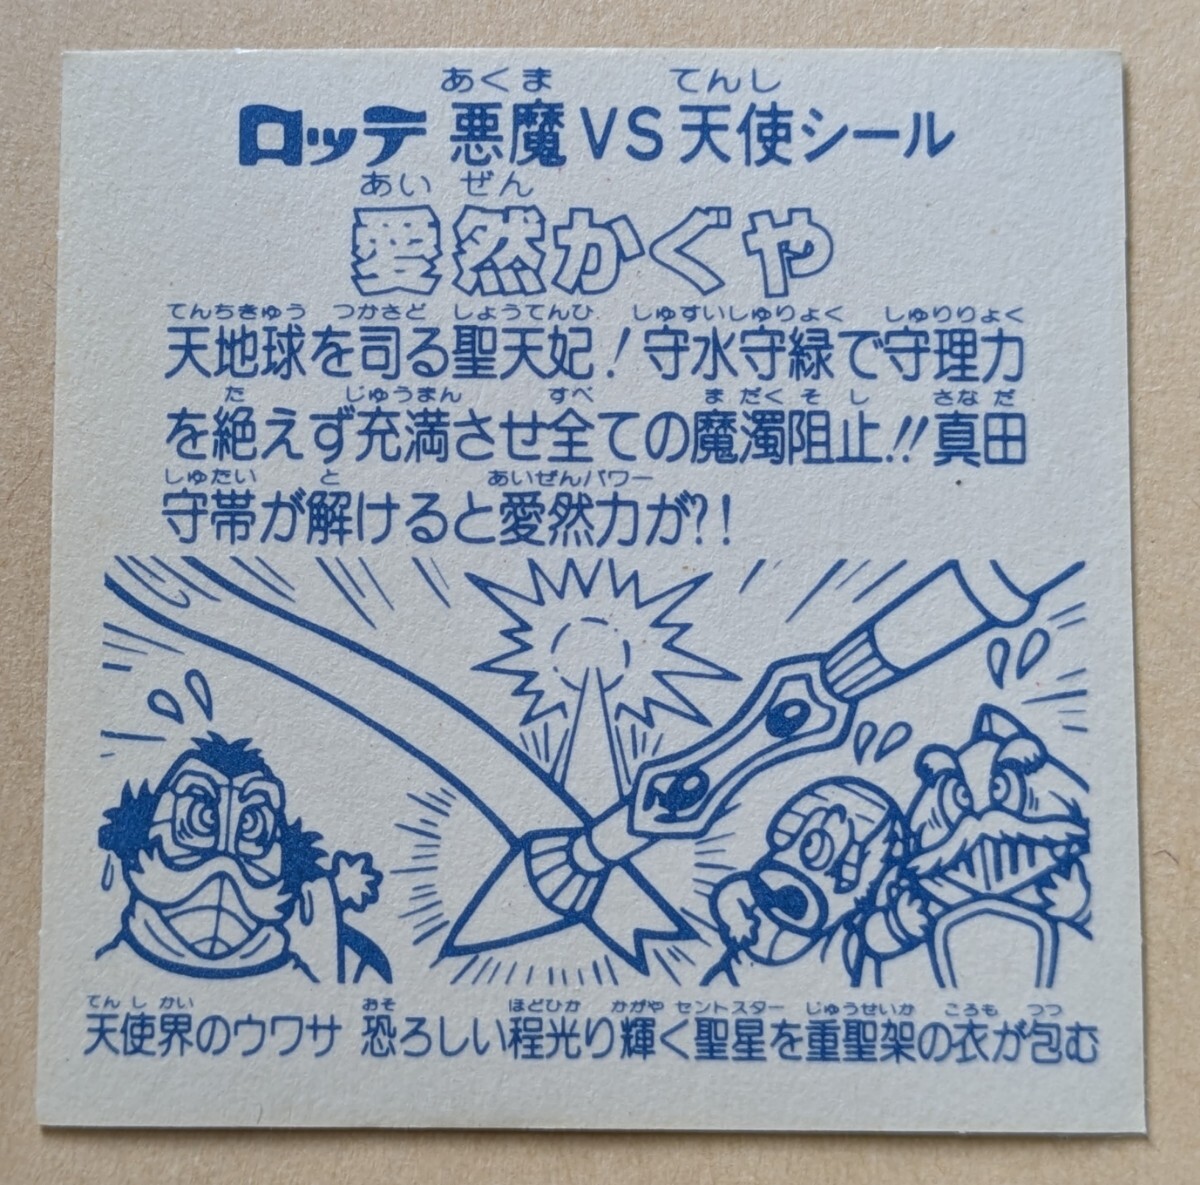 あくま てんし
ロッテ 悪魔VS天使シール
あい ぜん
愛然かぐや
てんちきゅう つかさど しょうてんひ しゅすいしゅりょく しゅりりょく
天地球を司る聖天妃!守水守緑で守理力
た じゅうまん すべ ま だく そ し さな だ
を絶えず充満させ全ての魔濁阻止!!真田
しゅたい と あいぜんパワー
守帯が解けると愛然力が?!
てん し かい おそ ほどひか かがや セントスター じゅうせいか ころも つつ
天使界のウワサ 恐ろしい程光り輝く聖星を重聖架の衣が包む